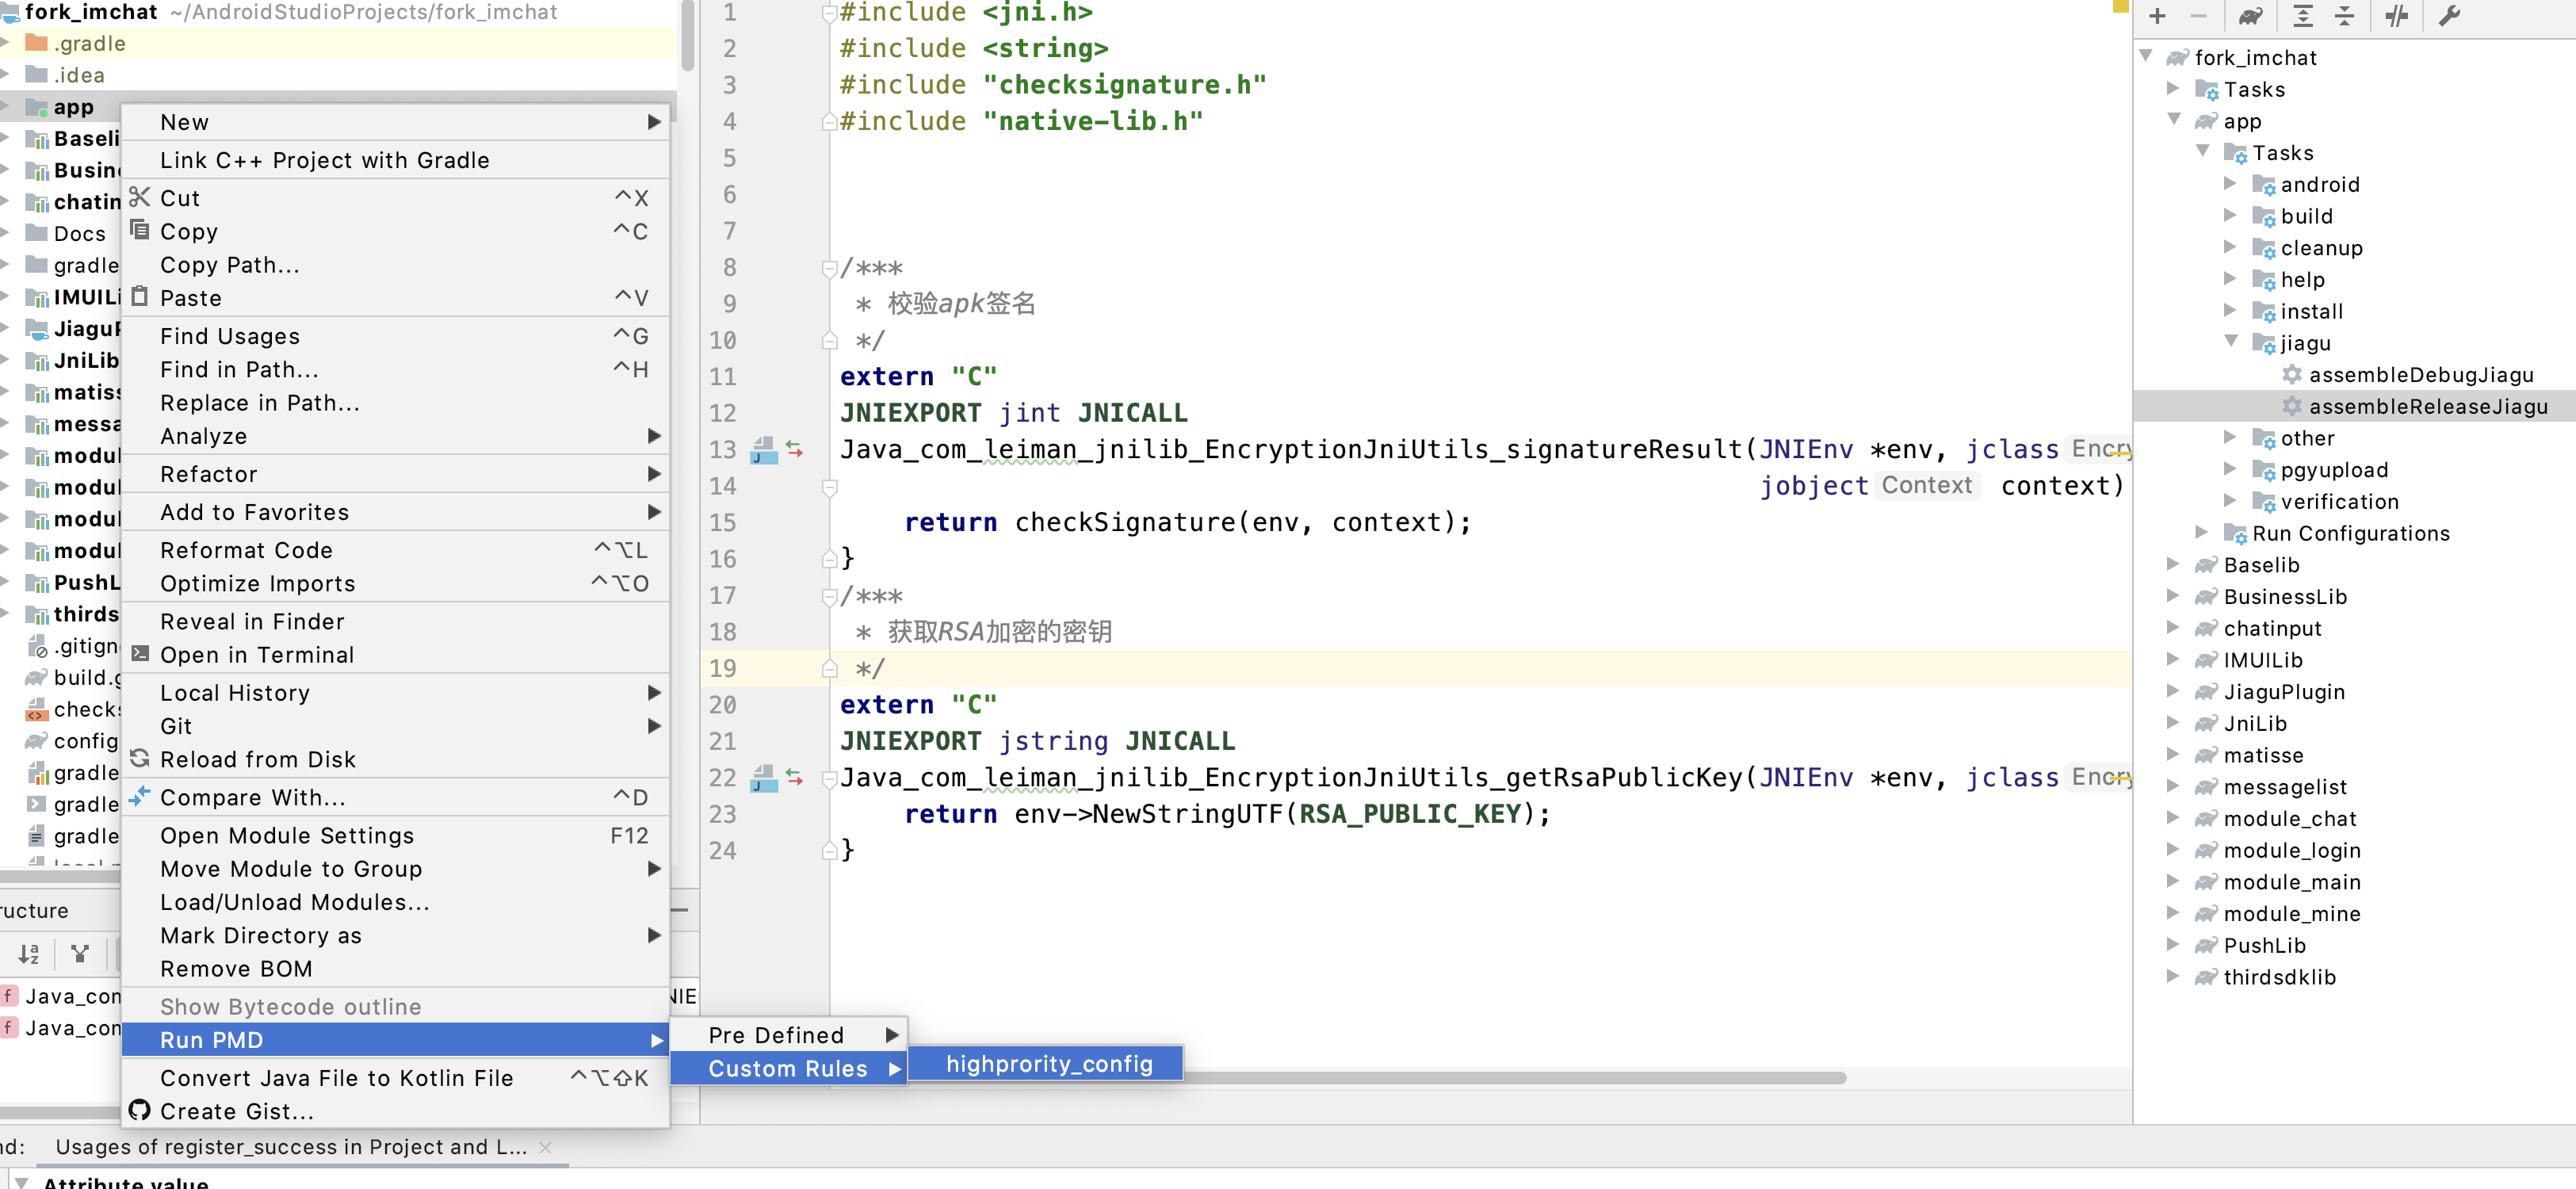 fork_imchat ~/AndroidStudioProjects/fork_imchat
.gradle
.idea
app
Baseli
Busin
chatin
Docs
gradle
IMUILi
JiaguP
JniLib
matiss
messa
modul
modul
modul
modul
PushL
thirds
.gitign
build.g
checks
config
gradle
gradle
gradle
New
Link C++ Project with Gradle
Cut ^X
Copy ^C
Copy Path...
Paste ^V
Find Usages ^G
Find in Path... ^H
Replace in Path...
Analyze
Refactor
Add to Favorites
Reformat Code ^⌥L
Optimize Imports ^⌥O
Reveal in Finder
Open in Terminal
Local History
Git
Reload from Disk
Compare With... ^D
Open Module Settings F12
Move Module to Group
Load/Unload Modules...
Mark Directory as
Remove BOM
Show Bytecode outline
Run PMD
Convert Java File to Kotlin File ^⌥⇧K
Create Gist...
Pre Defined
Custom Rules
highprority_config
ructure
f Java_con
NIE
f Java_con
nd: Usages of register_success in Project and L... ×
Attribute value
1 #include <jni.h>
2 #include <string>
3 #include "checksignature.h"
4 #include "native-lib.h"
5
6
7
8 /***
9 * 校验apk签名
10 */
11 extern "C"
12 JNIEXPORT jint JNICALL
13 Java_com_leiman_jnilib_EncryptionJniUtils_signatureResult(JNIEnv *env, jclass Encry
14 jobject Context context)
15 return checkSignature(env, context);
16 }
17 /***
18 * 获取RSA加密的密钥
19 */
20 extern "C"
21 JNIEXPORT jstring JNICALL
22 Java_com_leiman_jnilib_EncryptionJniUtils_getRsaPublicKey(JNIEnv *env, jclass Encry
23 return env->NewStringUTF(RSA_PUBLIC_KEY);
24 }
fork_imchat
Tasks
app
Tasks
android
build
cleanup
help
install
jiagu
assembleDebugJiagu
assembleReleaseJiagu
other
pgyupload
verification
Run Configurations
Baselib
BusinessLib
chatinput
IMUILib
JiaguPlugin
JniLib
matisse
messagelist
module_chat
module_login
module_main
module_mine
PushLib
thirdsdklib